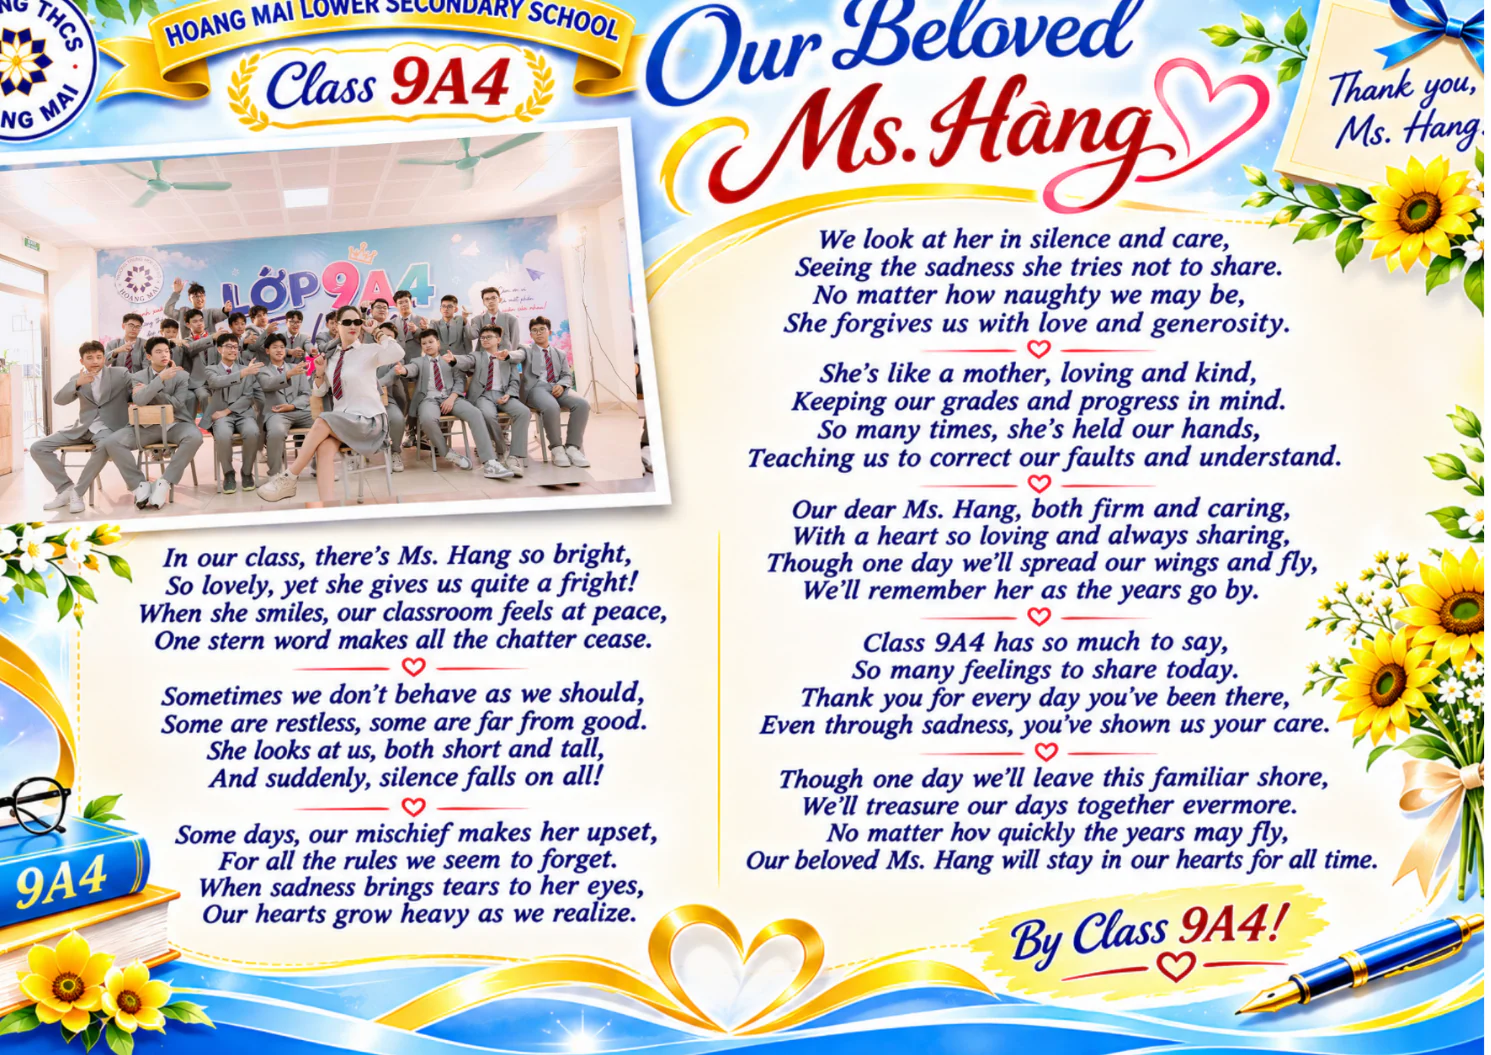 NG THCS
NG MAI
HOANG MAI LOWER SECONDARY SCHOOL
Class 9A4
Our Beloved
Ms. Hằng
Thank you,
Ms. Hang
HOANG MAI
LỚP 9A4
In our class, there's Ms. Hang so bright,
So lovely, yet she gives us quite a fright!
When she smiles, our classroom feels at peace,
One stern word makes all the chatter cease.
Sometimes we don't behave as we should,
Some are restless, some are far from good.
She looks at us, both short and tall,
And suddenly, silence falls on all!
Some days, our mischief makes her upset,
For all the rules we seem to forget.
When sadness brings tears to her eyes,
Our hearts grow heavy as we realize.
We look at her in silence and care,
Seeing the sadness she tries not to share.
No matter how naughty we may be,
She forgives us with love and generosity.
She's like a mother, loving and kind,
Keeping our grades and progress in mind.
So many times, she's held our hands,
Teaching us to correct our faults and understand.
Our dear Ms. Hang, both firm and caring,
With a heart so loving and always sharing,
Though one day we'll spread our wings and fly,
We'll remember her as the years go by.
Class 9A4 has so much to say,
So many feelings to share today.
Thank you for every day you've been there,
Even through sadness, you've shown us your care.
Though one day we'll leave this familiar shore,
We'll treasure our days together evermore.
No matter hov quickly the years may fly,
Our beloved Ms. Hang will stay in our hearts for all time.
9A4
By Class 9A4!